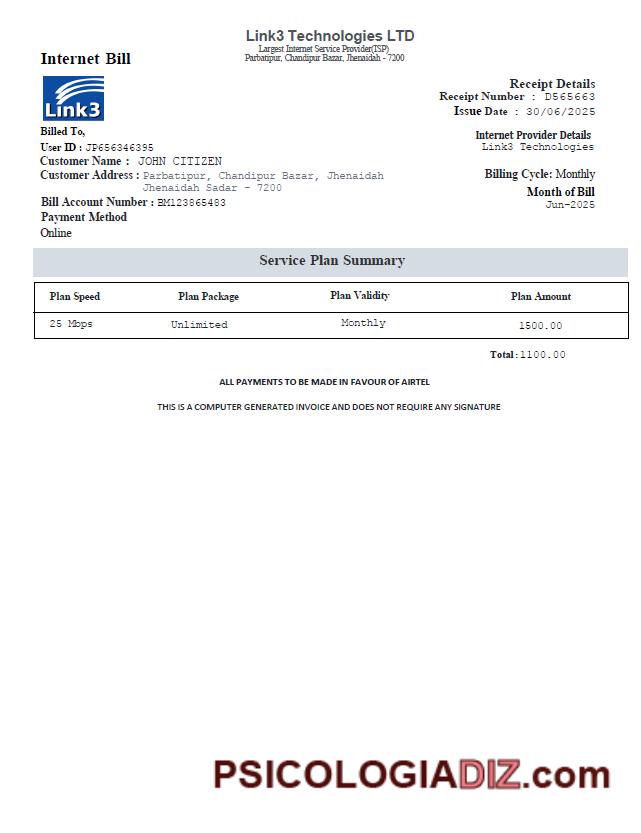 Link3 Technologies LTD
Largest Internet Service Provider(ISP)
Parbatipur, Chandipur Bazar, Jhenaidah - 7200
Internet Bill
Link3
Receipt Details
Receipt Number : D565663
Issue Date : 30/06/2025
Billed To,
User ID : JP656346395
Customer Name : JOHN CITIZEN
Customer Address : Parbatipur, Chandipur Bazar, Jhenaidah
Jhenaidah Sadar - 7200
Bill Account Number : BM123865483
Payment Method
Online
Internet Provider Details
Link3 Technologies
Billing Cycle: Monthly
Month of Bill
Jun-2025
Service Plan Summary
Plan Speed Plan Package Plan Validity Plan Amount
25 Mbps Unlimited Monthly 1500.00
Total :1100.00
ALL PAYMENTS TO BE MADE IN FAVOUR OF AIRTEL
THIS IS A COMPUTER GENERATED INVOICE AND DOES NOT REQUIRE ANY SIGNATURE
PSICOLOGIADIZ.com